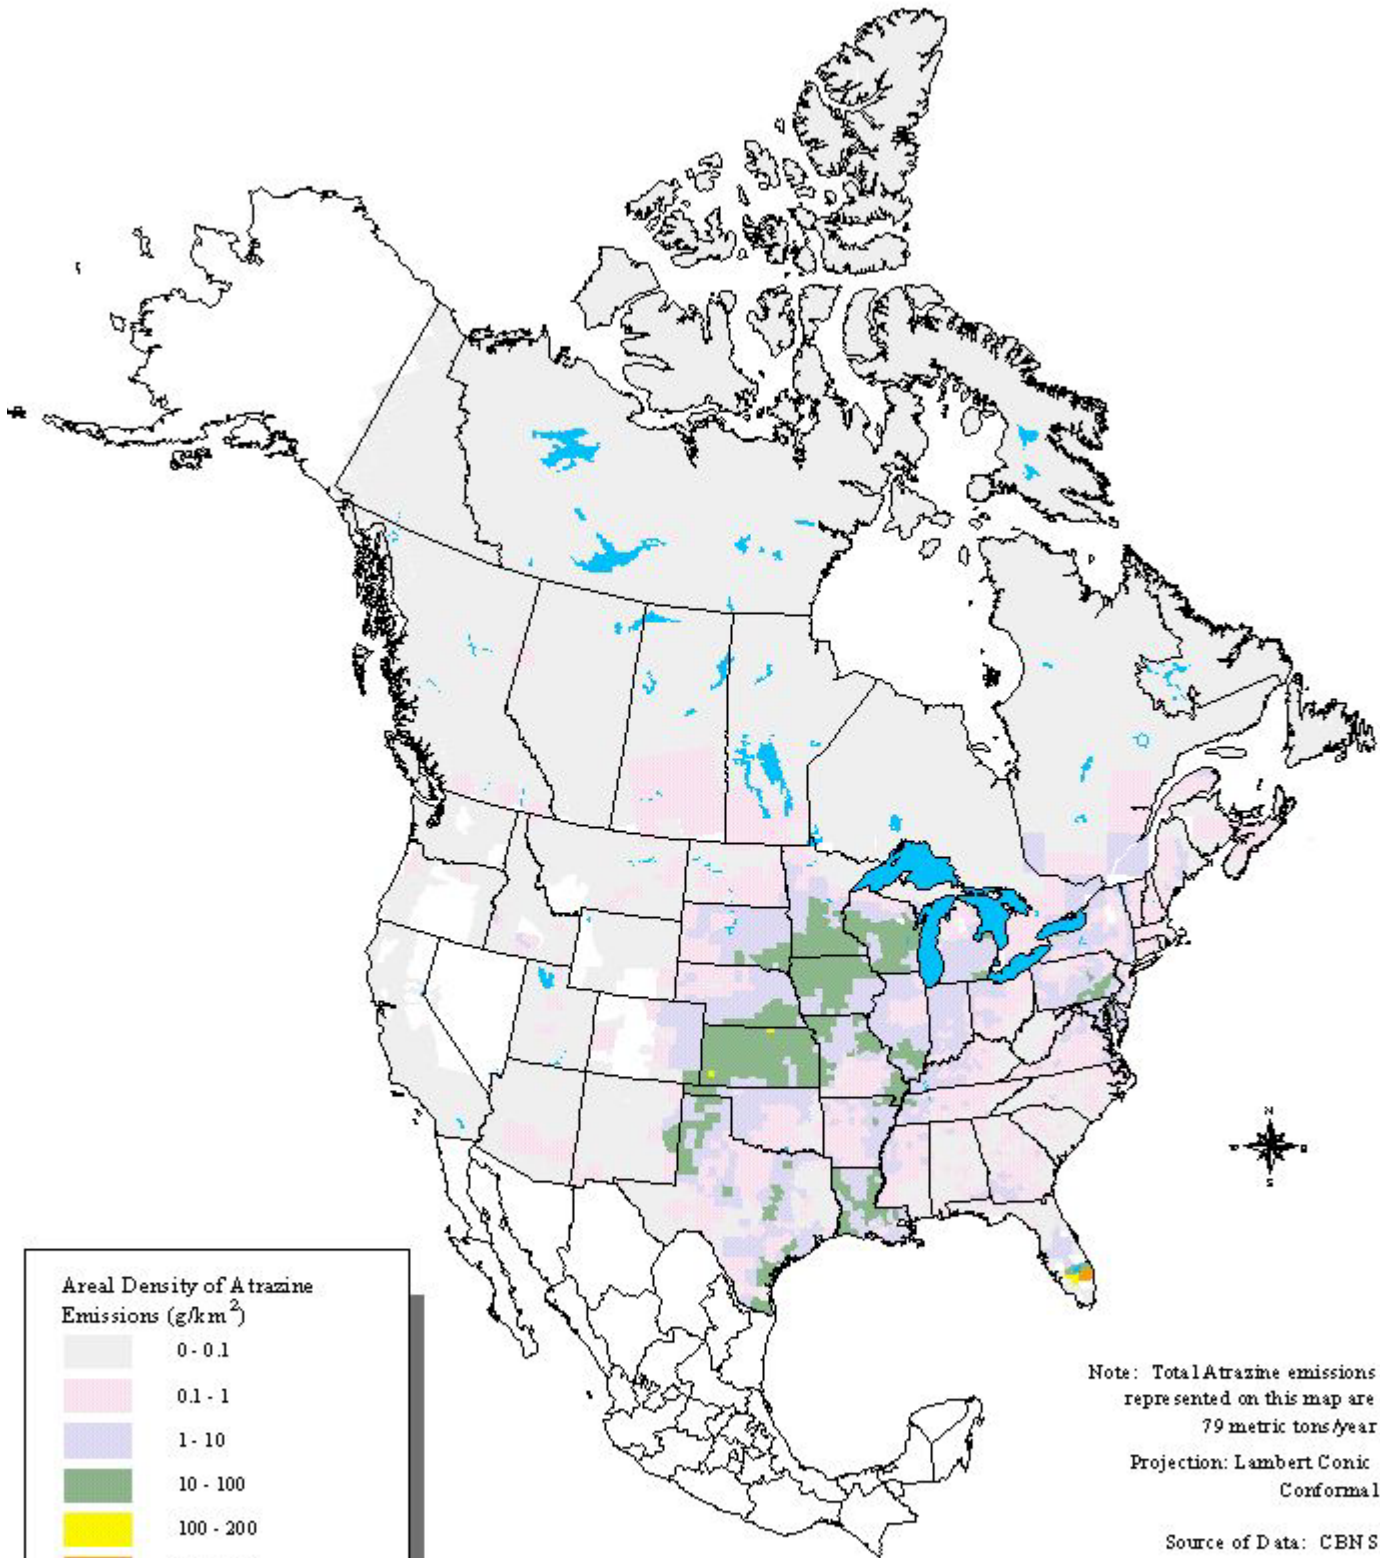 N
S
Areal Density of Atrazine
Emissions (g/km²)
0 - 0.1
0.1 - 1
1 - 10
10 - 100
100 - 200
Note: Total Atrazine emissions
represented on this map are
79 metric tons/year
Projection: Lambert Conic
Conformal
Source of Data: CBNS